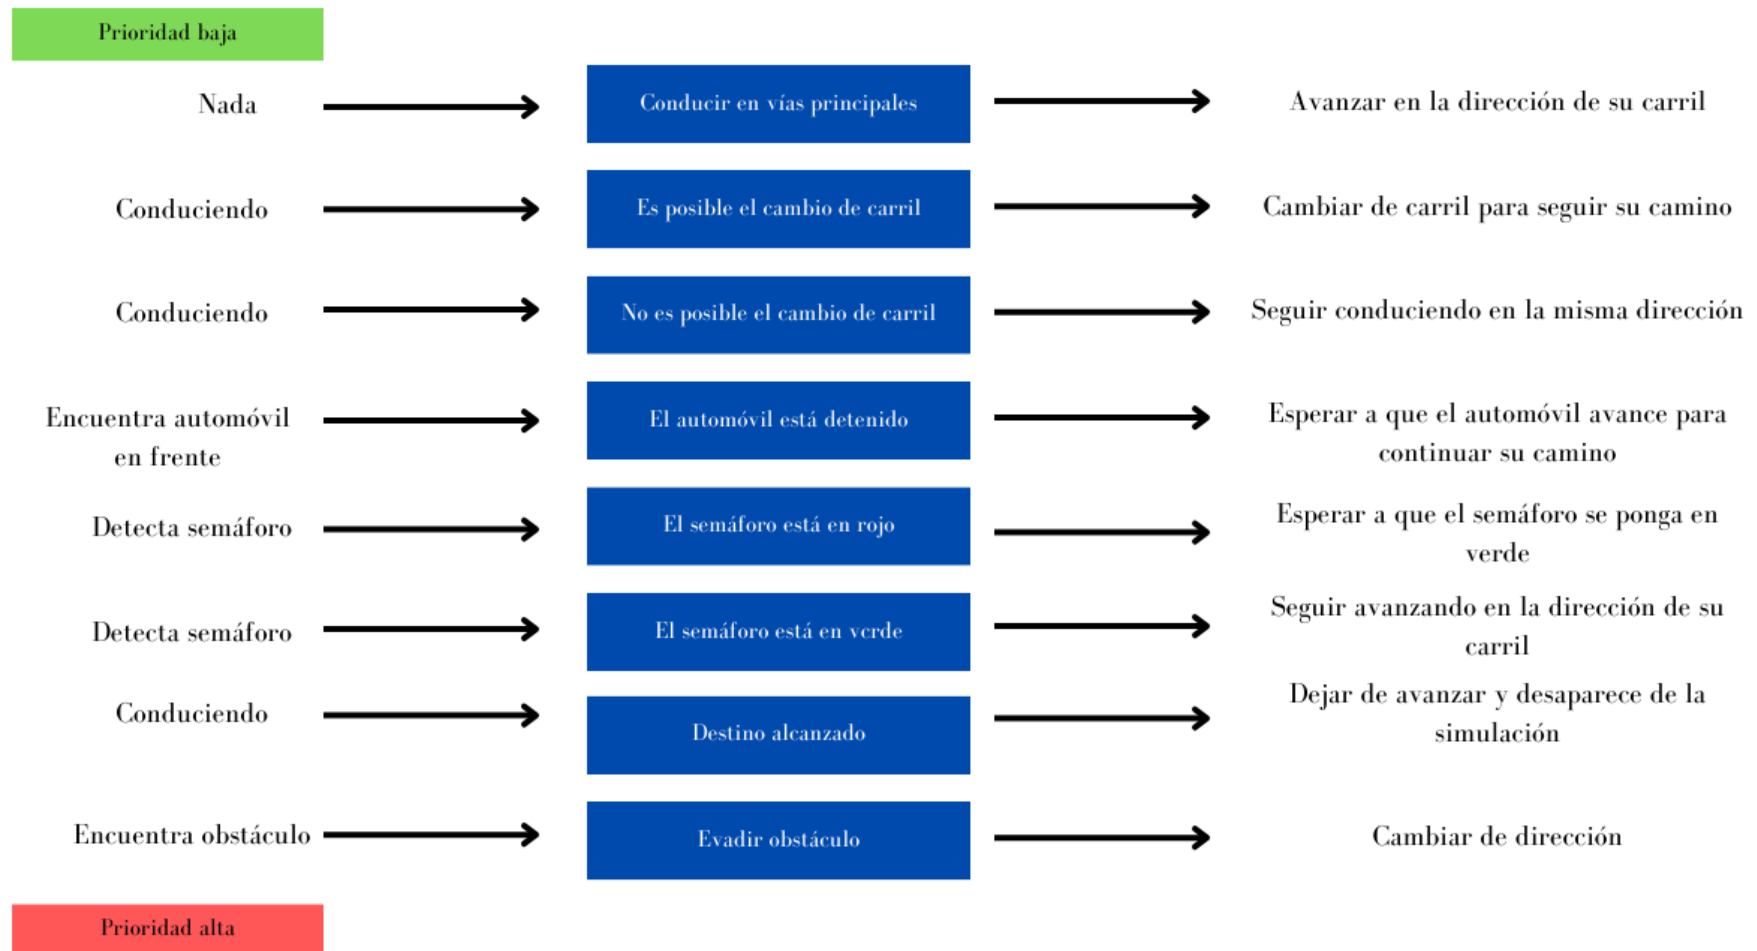 Prioridad baja
Nada
Conducir en vías principales
Avanzar en la dirección de su carril
Conduciendo
Es posible el cambio de carril
Cambiar de carril para seguir su camino
Conduciendo
No es posible el cambio de carril
Seguir conduciendo en la misma dirección
Encuentra automóvil
en frente
El automóvil está detenido
Esperar a que el automóvil avance para
continuar su camino
Detecta semáforo
El semáforo está en rojo
Esperar a que el semáforo se ponga en
verde
Detecta semáforo
El semáforo está en verde
Seguir avanzando en la dirección de su
carril
Conduciendo
Destino alcanzado
Dejar de avanzar y desaparece de la
simulación
Encuentra obstáculo
Evadir obstáculo
Cambiar de dirección
Prioridad alta